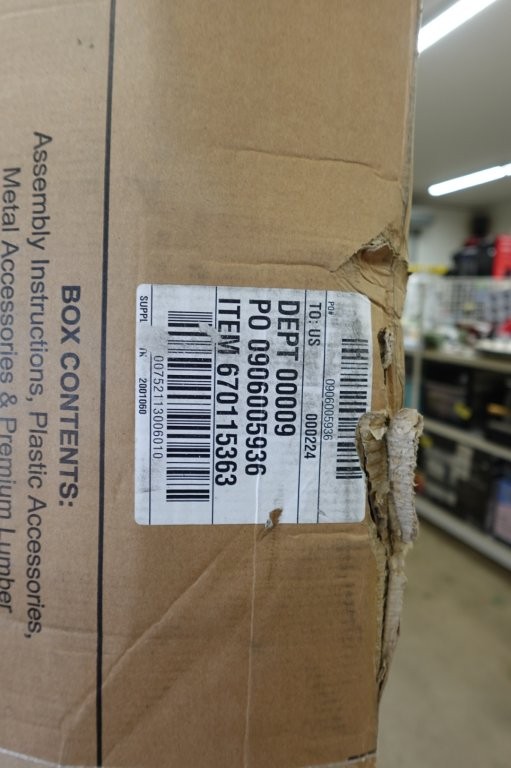 PO# 0906005936
TO: US 000224
DEPT 00009
PO 0906005936
ITEM 670115363
00752113006010
SUPPL 2001060
BOX CONTENTS:
Assembly Instructions, Plastic Accessories,
Metal Accessories & Premium Lumber